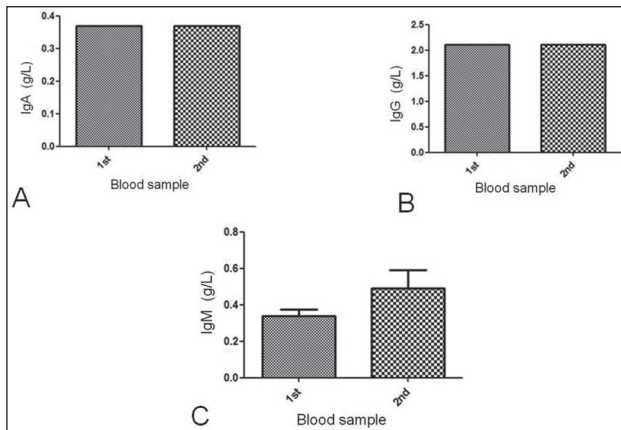 IgA (g/L)
0.4
0.3
0.2
0.1
0.0
1st
2nd
Blood sample
A
IgG (g/L)
2.5
2.0
1.5
1.0
0.5
0.0
1st
2nd
Blood sample
B
IgM (g/L)
0.8
0.6
0.4
0.2
0.0
1st
2nd
Blood sample
C